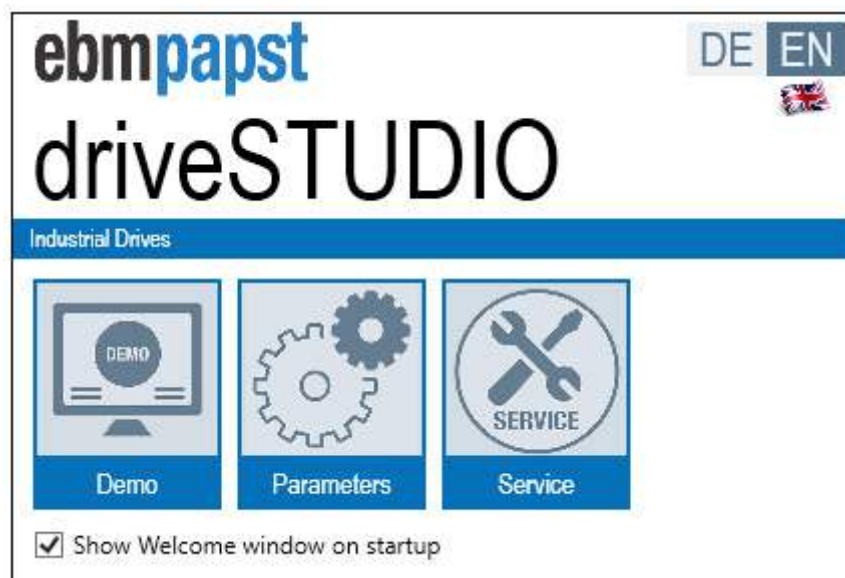 ebmpapst
DE EN
driveSTUDIO
Industrial Drives
DEMO
SERVICE
Demo
Parameters
Service
Show Welcome window on startup